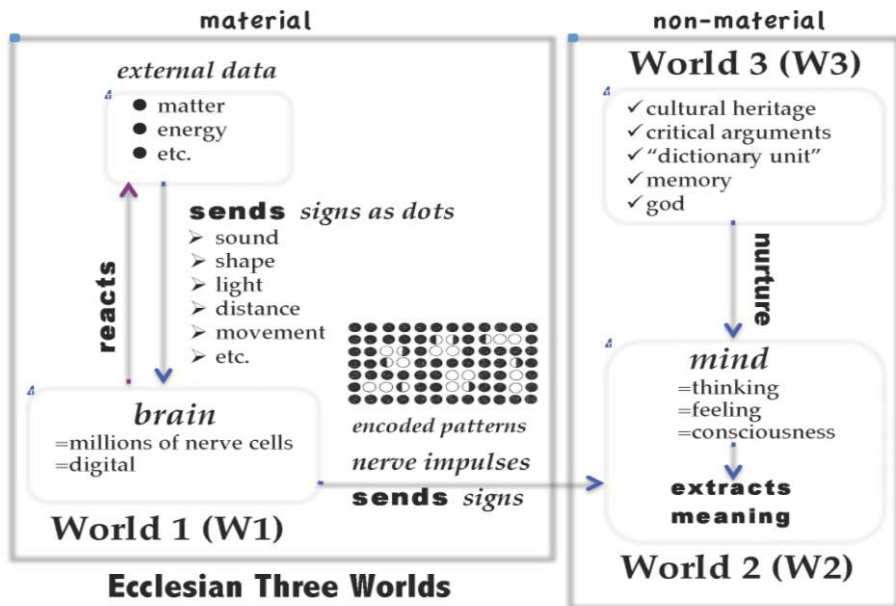 material
external data
● matter
● energy
● etc.
sends signs as dots
➢ sound
➢ shape
➢ light
➢ distance
➢ movement
➢ etc.
reacts
brain
=millions of nerve cells
=digital
World 1 (W1)
encoded patterns
nerve impulses
sends signs
Ecclesian Three Worlds
non-material
World 3 (W3)
✓ cultural heritage
✓ critical arguments
✓ “dictionary unit”
✓ memory
✓ god
nurture
mind
=thinking
=feeling
=consciousness
extracts
meaning
World 2 (W2)